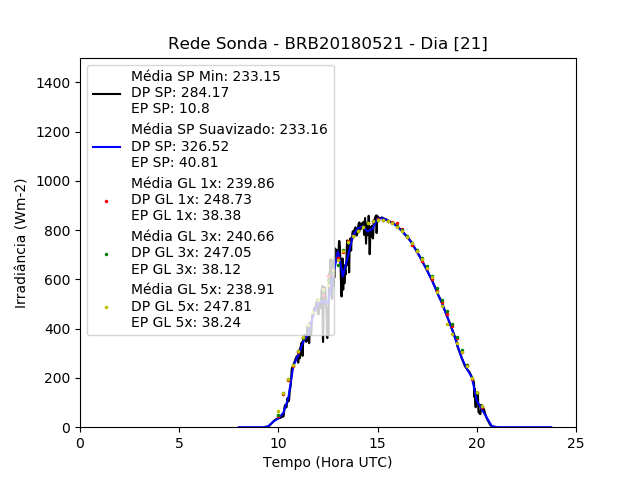 Rede Sonda - BRB20180521 - Dia [21]
Irradiância (Wm-2)
1400
1200
1000
800
600
400
200
0
Média SP Min: 233.15
DP SP: 284.17
EP SP: 10.8
Média SP Suavizado: 233.16
DP SP: 326.52
EP SP: 40.81
Média GL 1x: 239.86
DP GL 1x: 248.73
EP GL 1x: 38.38
Média GL 3x: 240.66
DP GL 3x: 247.05
EP GL 3x: 38.12
Média GL 5x: 238.91
DP GL 5x: 247.81
EP GL 5x: 38.24
0 5 10 15 20 25
Tempo (Hora UTC)